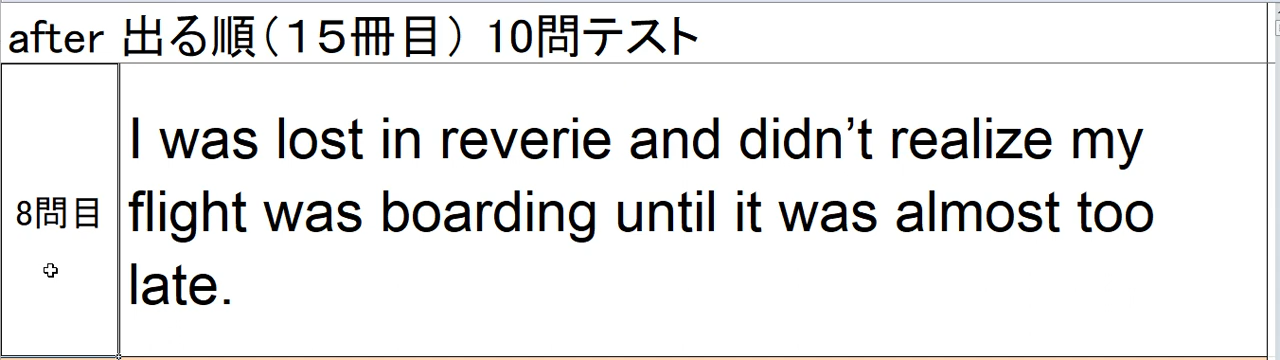 after 出る順（１５冊目） 10問テスト
8問目
I was lost in reverie and didn’t realize my
flight was boarding until it was almost too
late.